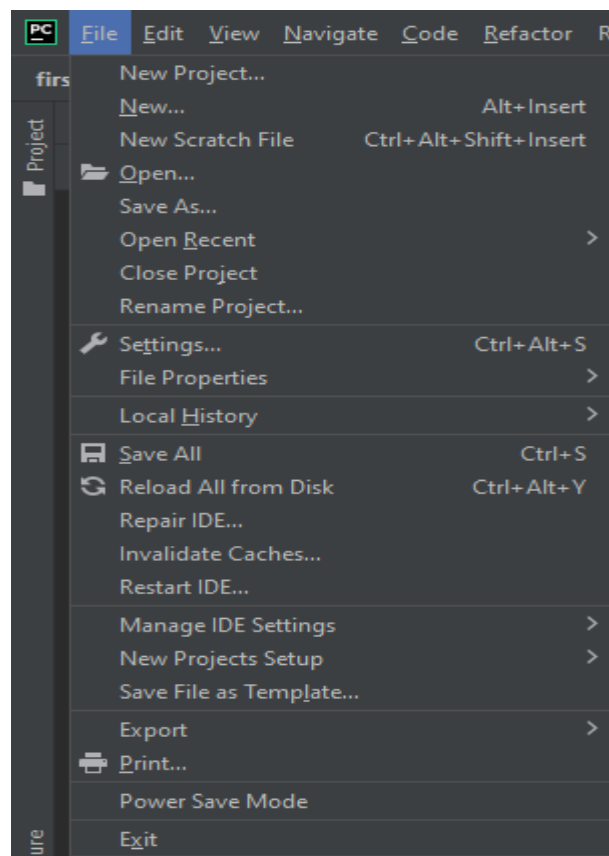 PC File Edit View Navigate Code Refactor
firs
Project
New Project...
New... Alt+Insert
New Scratch File Ctrl+Alt+Shift+Insert
Open...
Save As...
Open Recent >
Close Project
Rename Project...
Settings... Ctrl+Alt+S
File Properties >
Local History >
Save All Ctrl+S
Reload All from Disk Ctrl+Alt+Y
Repair IDE...
Invalidate Caches...
Restart IDE...
Manage IDE Settings >
New Projects Setup >
Save File as Template...
Export >
Print...
Power Save Mode
Exit
ure